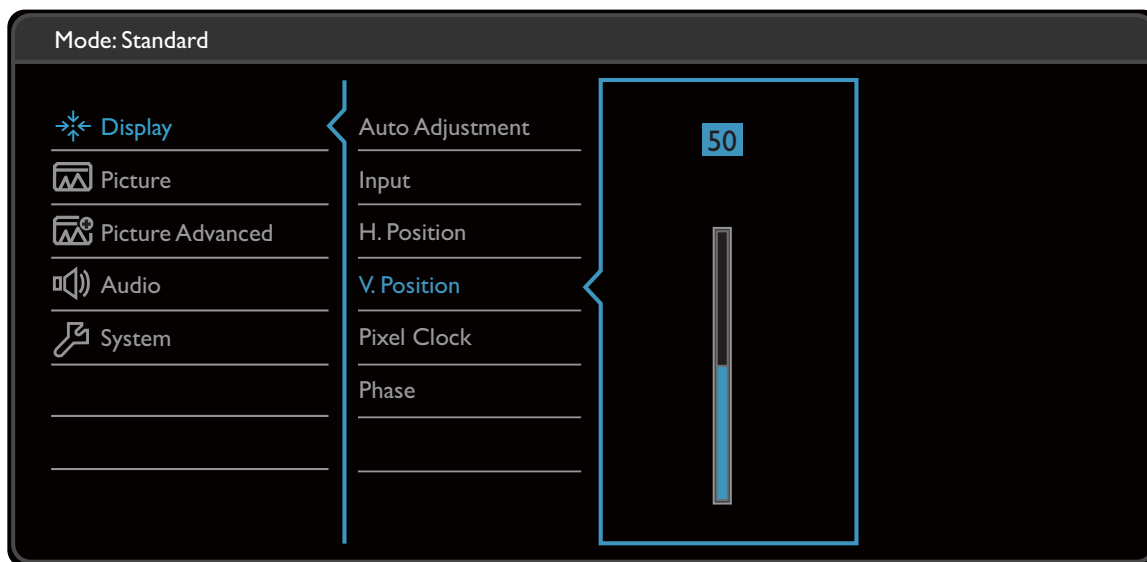 Mode: Standard
Display
Picture
Picture Advanced
Audio
System
Auto Adjustment
Input
H. Position
V. Position
Pixel Clock
Phase
50